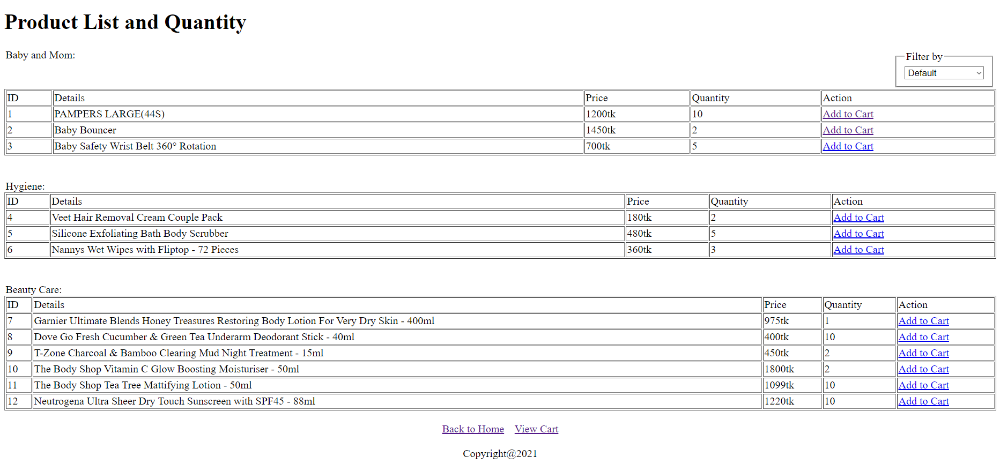 Product List and Quantity
Baby and Mom:
Filter by
Default
ID Details Price Quantity Action
1 PAMPERS LARGE(44S) 1200tk 10 Add to Cart
2 Baby Bouncer 1450tk 2 Add to Cart
3 Baby Safety Wrist Belt 360° Rotation 700tk 5 Add to Cart
Hygiene:
ID Details Price Quantity Action
4 Veet Hair Removal Cream Couple Pack 180tk 2 Add to Cart
5 Silicone Exfoliating Bath Body Scrubber 480tk 5 Add to Cart
6 Nannys Wet Wipes with Fliptop - 72 Pieces 360tk 3 Add to Cart
Beauty Care:
ID Details Price Quantity Action
7 Garnier Ultimate Blends Honey Treasures Restoring Body Lotion For Very Dry Skin - 400ml 975tk 1 Add to Cart
8 Dove Go Fresh Cucumber & Green Tea Underarm Deodorant Stick - 40ml 400tk 10 Add to Cart
9 T-Zone Charcoal & Bamboo Clearing Mud Night Treatment - 15ml 450tk 2 Add to Cart
10 The Body Shop Vitamin C Glow Boosting Moisturiser - 50ml 1800tk 2 Add to Cart
11 The Body Shop Tea Tree Mattifying Lotion - 50ml 1099tk 10 Add to Cart
12 Neutrogena Ultra Sheer Dry Touch Sunscreen with SPF45 - 88ml 1220tk 10 Add to Cart
Back to Home View Cart
Copyright@2021